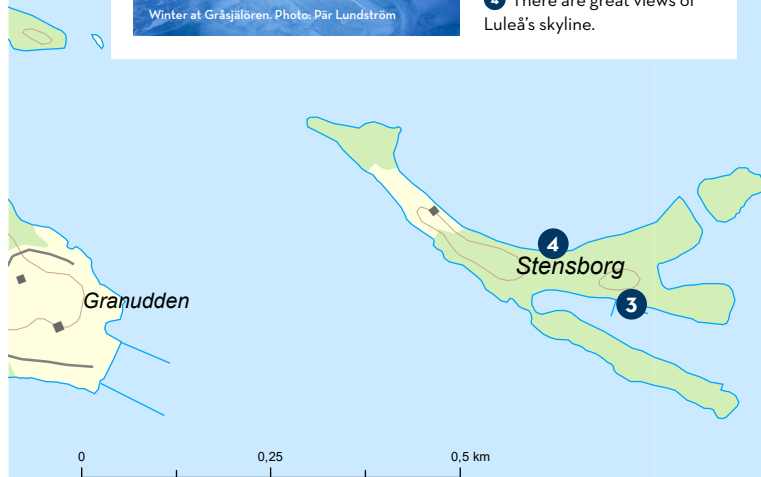 Winter at Gråsjälören. Photo: Pär Lundström
4 There are great views of
Luleå's skyline.
4
Stensborg
3
Granudden
0 0,25 0,5 km